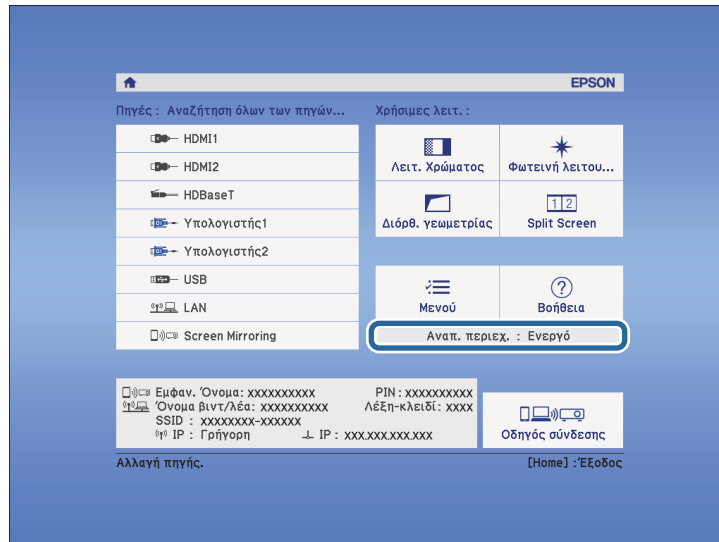 EPSON
Πηγές : Αναζήτηση όλων των πηγών...
HDMI1
HDMI2
HDBaseT
Υπολογιστής1
Υπολογιστής2
USB
LAN
Screen Mirroring
Χρήσιμες λειτ. :
Λειτ. Χρώματος
Φωτεινή λειτου...
Διόρθ. γεωμετρίας
1 2
Split Screen
Μενού
Βοήθεια
Αναπ. περιεχ. : Ενεργό
Εμφαν. Όνομα: xxxxxxxxxx PIN : xxxxxxxxxx
Όνομα βιντ/λέα: xxxxxxxxxx Λέξη-κλειδί: xxxx
SSID : xxxxxxxx-xxxxxx
IP : Γρήγορη IP : xxx.xxx.xxx.xxx
Οδηγός σύνδεσης
Αλλαγή πηγής. [Home] :Έξοδος